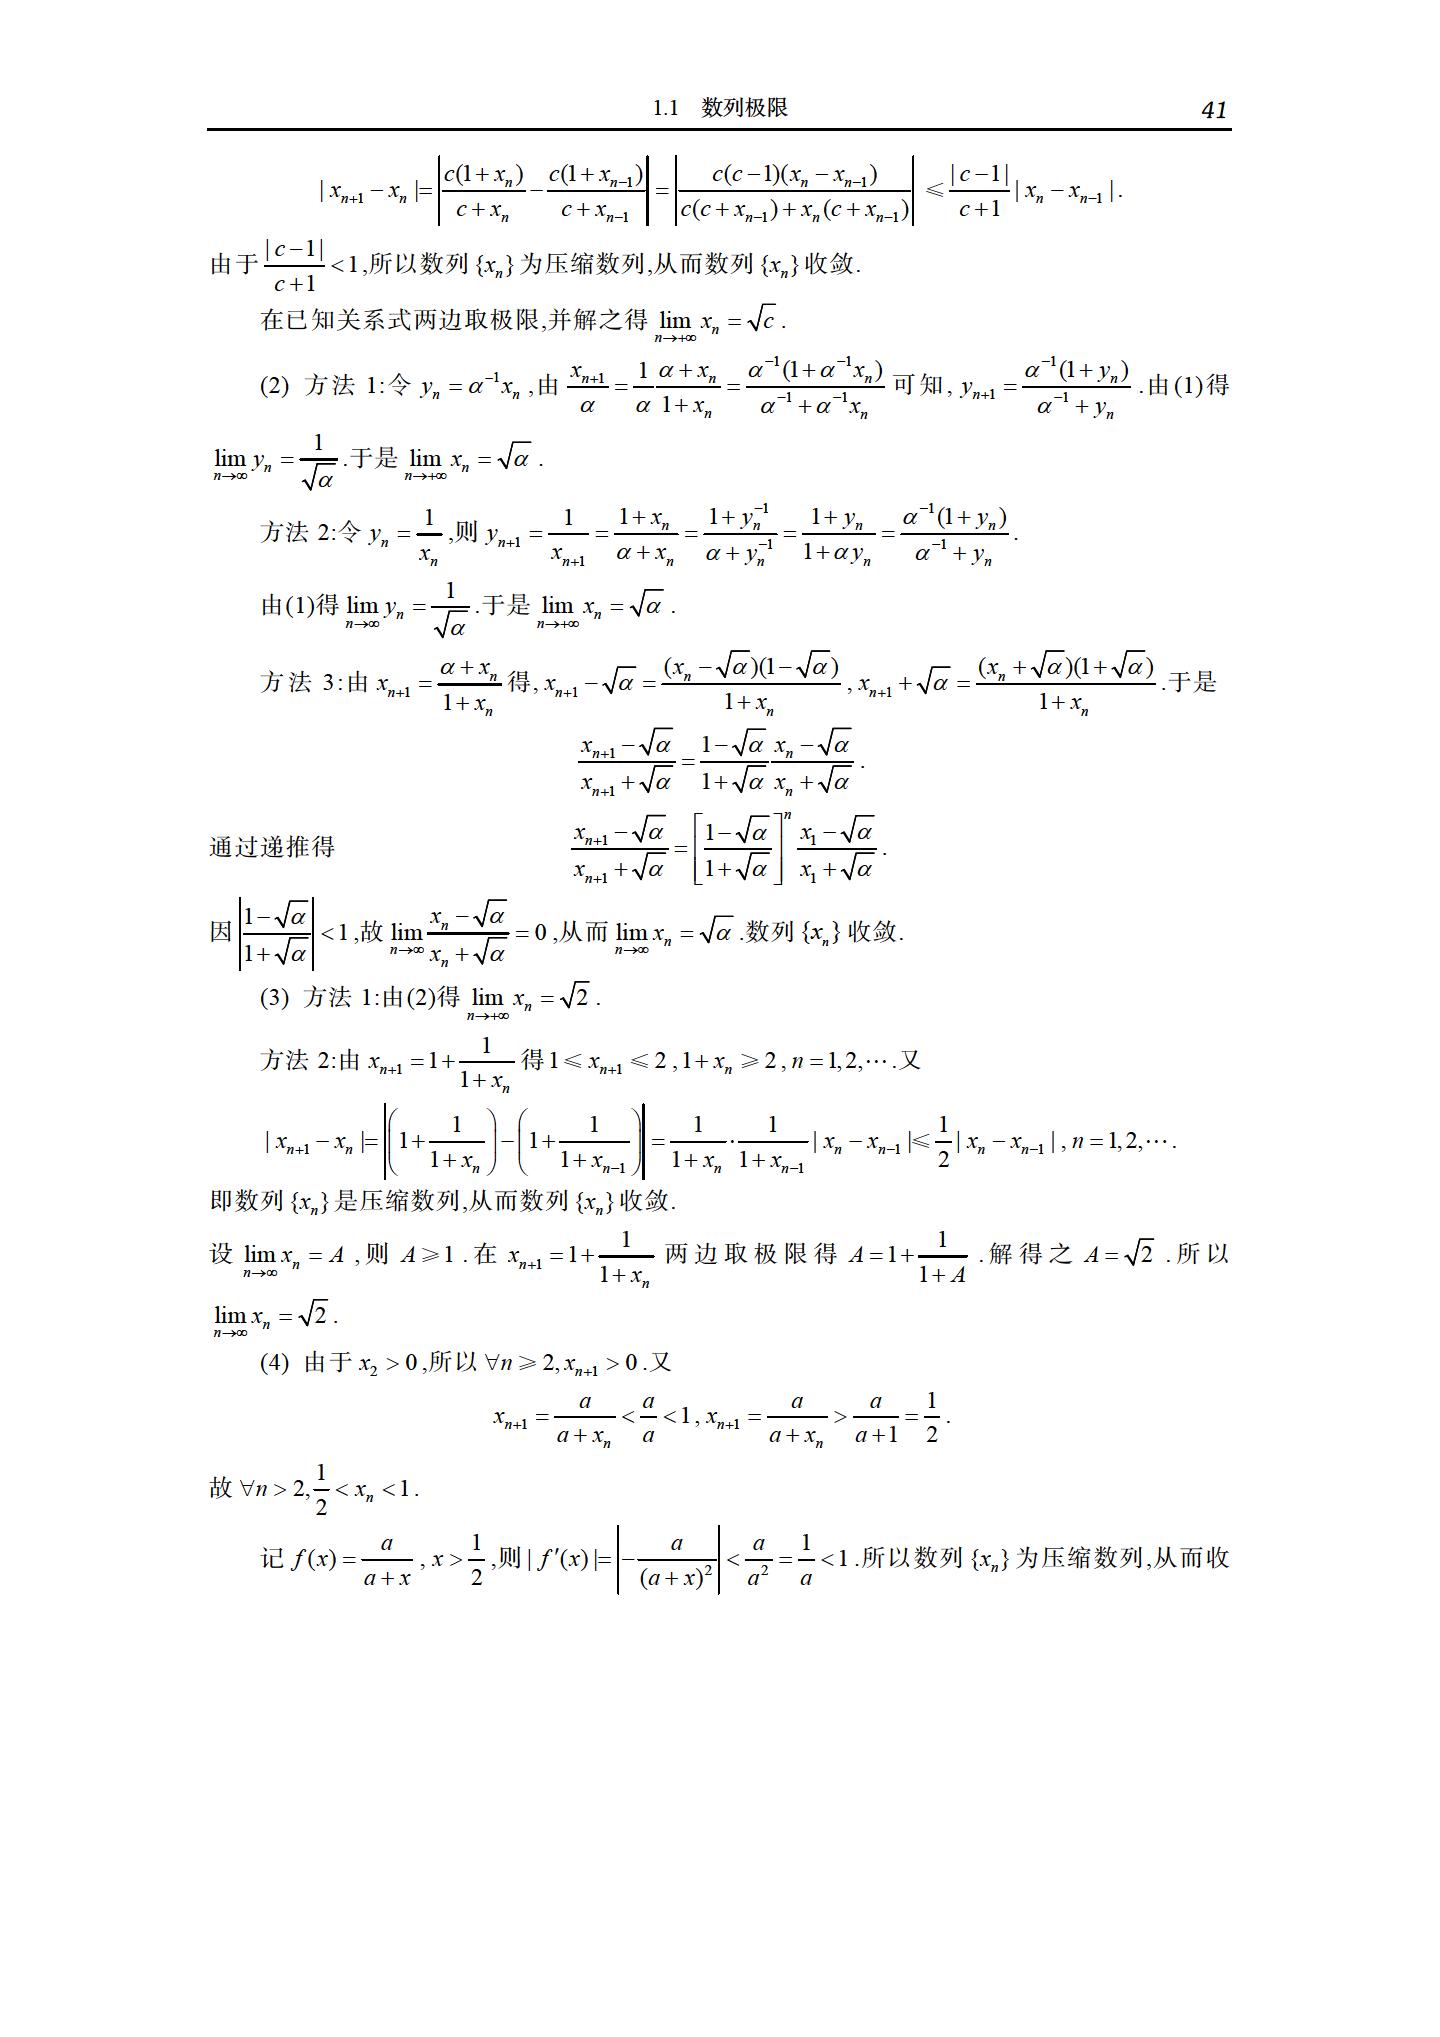 1.1 数列极限 41
$|x_{n+1}-x_n|=\left|\frac{c(1+x_n)}{c+x_n}-\frac{c(1+x_{n-1})}{c+x_{n-1}}\right|=\left|\frac{c(c-1)(x_n-x_{n-1})}{c(c+x_{n-1})+x_n(c+x_{n-1})}\right|\leqslant\frac{|c-1|}{c+1}|x_n-x_{n-1}|.$
由于 $\frac{|c-1|}{c+1}<1$,所以数列 $\{x_n\}$ 为压缩数列,从而数列 $\{x_n\}$ 收敛.
在已知关系式两边取极限,并解之得 $\lim_{n\to+\infty}x_n=\sqrt{c}$ .
(2) 方法 1:令 $y_n=\alpha^{-1}x_n$ ,由 $\frac{x_{n+1}}{\alpha}=\frac{1}{\alpha}\frac{\alpha+x_n}{1+x_n}=\frac{\alpha^{-1}(1+\alpha^{-1}x_n)}{\alpha^{-1}+\alpha^{-1}x_n}$ 可知, $y_{n+1}=\frac{\alpha^{-1}(1+y_n)}{\alpha^{-1}+y_n}$ .由(1)得
$\lim_{n\to\infty}y_n=\frac{1}{\sqrt{\alpha}}$ .于是 $\lim_{n\to+\infty}x_n=\sqrt{\alpha}$ .
方法 2:令 $y_n=\frac{1}{x_n}$ ,则 $y_{n+1}=\frac{1}{x_{n+1}}=\frac{1+x_n}{\alpha+x_n}=\frac{1+y_n^{-1}}{\alpha+y_n^{-1}}=\frac{1+y_n}{1+\alpha y_n}=\frac{\alpha^{-1}(1+y_n)}{\alpha^{-1}+y_n}$ .
由(1)得 $\lim_{n\to\infty}y_n=\frac{1}{\sqrt{\alpha}}$ .于是 $\lim_{n\to+\infty}x_n=\sqrt{\alpha}$ .
方法 3:由 $x_{n+1}=\frac{\alpha+x_n}{1+x_n}$ 得, $x_{n+1}-\sqrt{\alpha}=\frac{(x_n-\sqrt{\alpha})(1-\sqrt{\alpha})}{1+x_n}$ , $x_{n+1}+\sqrt{\alpha}=\frac{(x_n+\sqrt{\alpha})(1+\sqrt{\alpha})}{1+x_n}$ .于是
$\frac{x_{n+1}-\sqrt{\alpha}}{x_{n+1}+\sqrt{\alpha}}=\frac{1-\sqrt{\alpha}}{1+\sqrt{\alpha}}\frac{x_n-\sqrt{\alpha}}{x_n+\sqrt{\alpha}}$ .
通过递推得 $\frac{x_{n+1}-\sqrt{\alpha}}{x_{n+1}+\sqrt{\alpha}}=\left[\frac{1-\sqrt{\alpha}}{1+\sqrt{\alpha}}\right]^n\frac{x_1-\sqrt{\alpha}}{x_1+\sqrt{\alpha}}$ .
因 $\left|\frac{1-\sqrt{\alpha}}{1+\sqrt{\alpha}}\right|<1$ ,故 $\lim_{n\to\infty}\frac{x_n-\sqrt{\alpha}}{x_n+\sqrt{\alpha}}=0$ ,从而 $\lim_{n\to\infty}x_n=\sqrt{\alpha}$ .数列 $\{x_n\}$ 收敛.
(3) 方法 1:由(2)得 $\lim_{n\to+\infty}x_n=\sqrt{2}$ .
方法 2:由 $x_{n+1}=1+\frac{1}{1+x_n}$ 得 $1\leqslant x_{n+1}\leqslant 2$ , $1+x_n\geqslant 2$ , $n=1,2,\cdots$ .又
$|x_{n+1}-x_n|=\left|\left(1+\frac{1}{1+x_n}\right)-\left(1+\frac{1}{1+x_{n-1}}\right)\right|=\frac{1}{1+x_n}\cdot\frac{1}{1+x_{n-1}}|x_n-x_{n-1}|\leqslant\frac{1}{2}|x_n-x_{n-1}|$ , $n=1,2,\cdots$ .
即数列 $\{x_n\}$ 是压缩数列,从而数列 $\{x_n\}$ 收敛.
设 $\lim_{n\to\infty}x_n=A$ ,则 $A\geqslant 1$ .在 $x_{n+1}=1+\frac{1}{1+x_n}$ 两边取极限得 $A=1+\frac{1}{1+A}$ .解得之 $A=\sqrt{2}$ .所以
$\lim_{n\to\infty}x_n=\sqrt{2}$ .
(4) 由于 $x_2>0$ ,所以 $\forall n\geqslant 2,x_{n+1}>0$ .又
$x_{n+1}=\frac{a}{a+x_n}<\frac{a}{a}<1$ , $x_{n+1}=\frac{a}{a+x_n}>\frac{a}{a+1}=\frac{1}{2}$ .
故 $\forall n>2,\frac{1}{2}<x_n<1$ .
记 $f(x)=\frac{a}{a+x}$ , $x>\frac{1}{2}$ ,则 $|f'(x)|=\left|-\frac{a}{(a+x)^2}\right|<\frac{a}{a^2}=\frac{1}{a}<1$ .所以数列 $\{x_n\}$ 为压缩数列,从而收